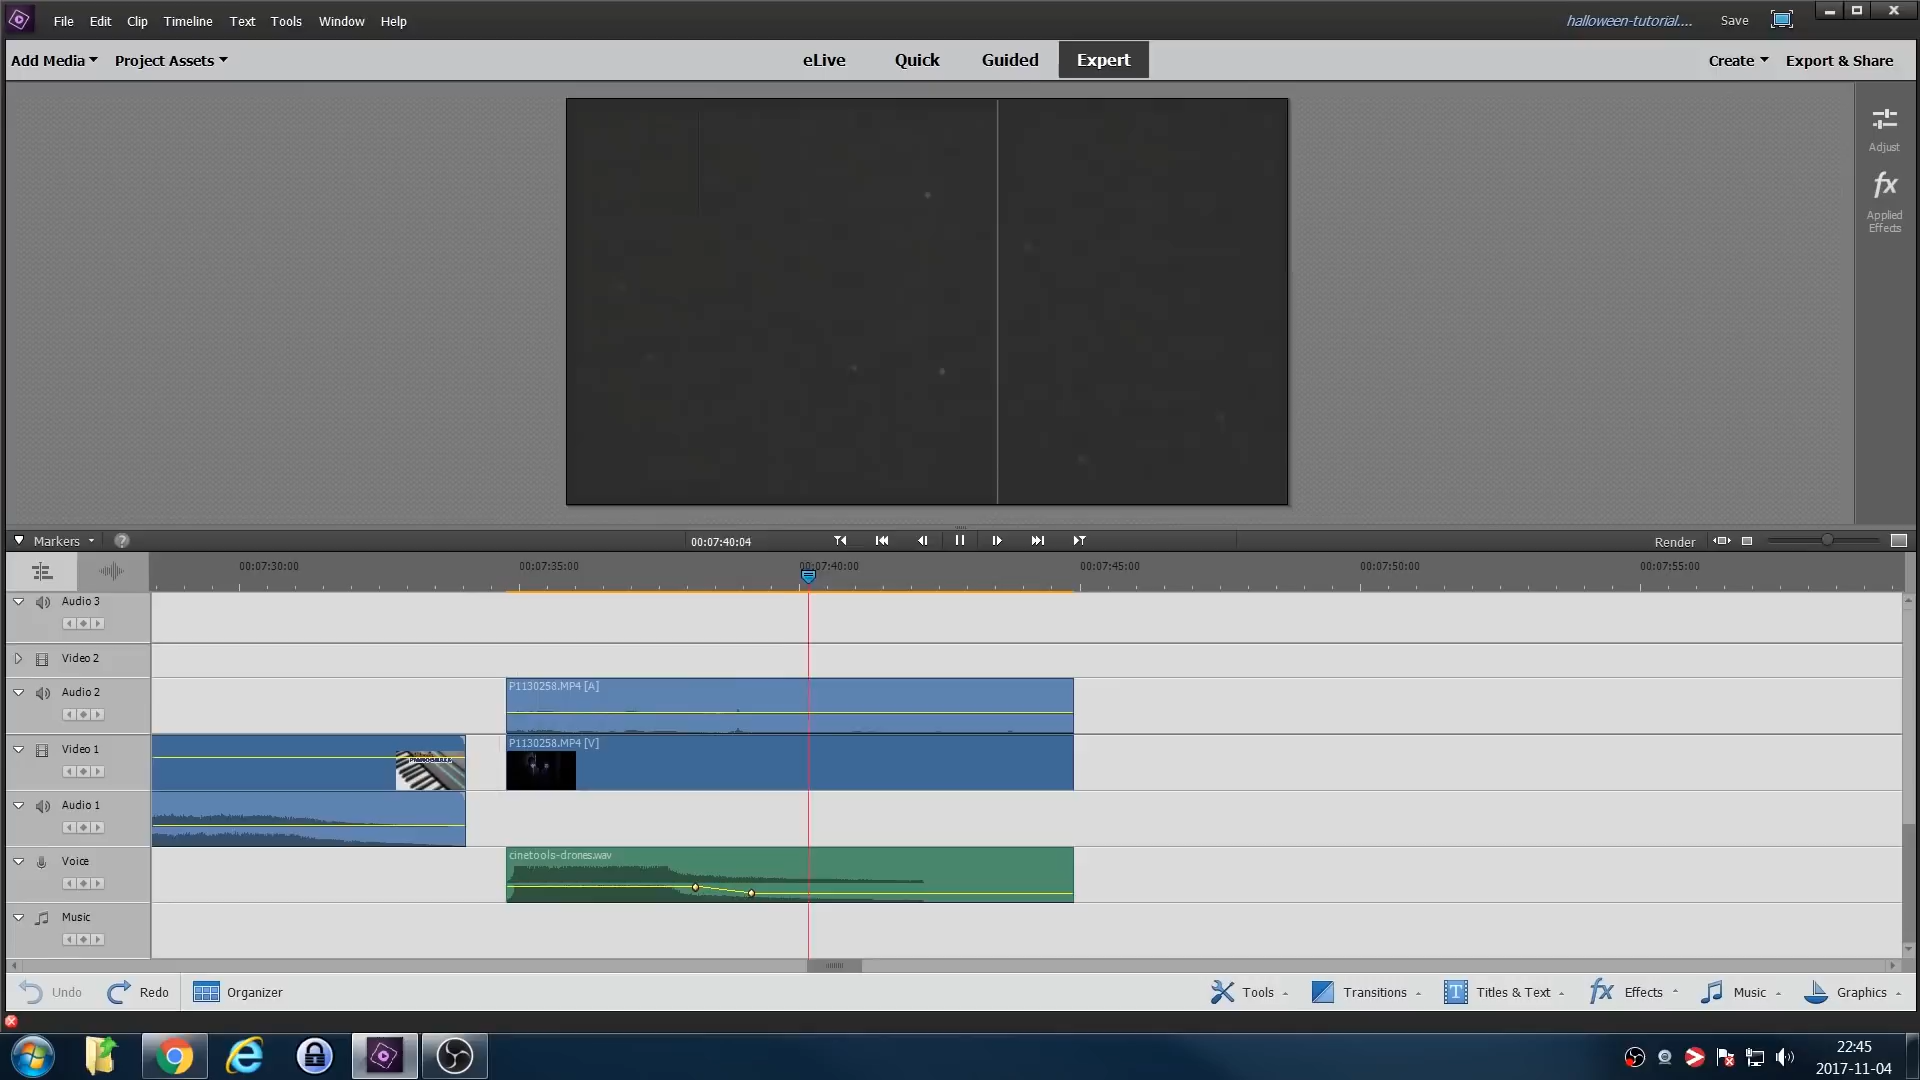 File Edit Clip Timeline Text Tools Window Help halloween-tutorial.... Save
Add Media Project Assets eLive Quick Guided Expert Create Export & Share
Adjust
fx
Applied
Effects
Markers ? 00:07:40:04 Render
00:07:30:00 00:07:35:00 00:07:40:00 00:07:45:00 00:07:50:00 00:07:55:00
Audio 3
Video 2
Audio 2 P1130258.MP4 [A]
Video 1 P1130258.MP4 [V]
Audio 1
Voice cinetools-drones.wav
Music
Undo Redo Organizer Tools Transitions T Titles & Text fx Effects Music Graphics
22:45
2017-11-04